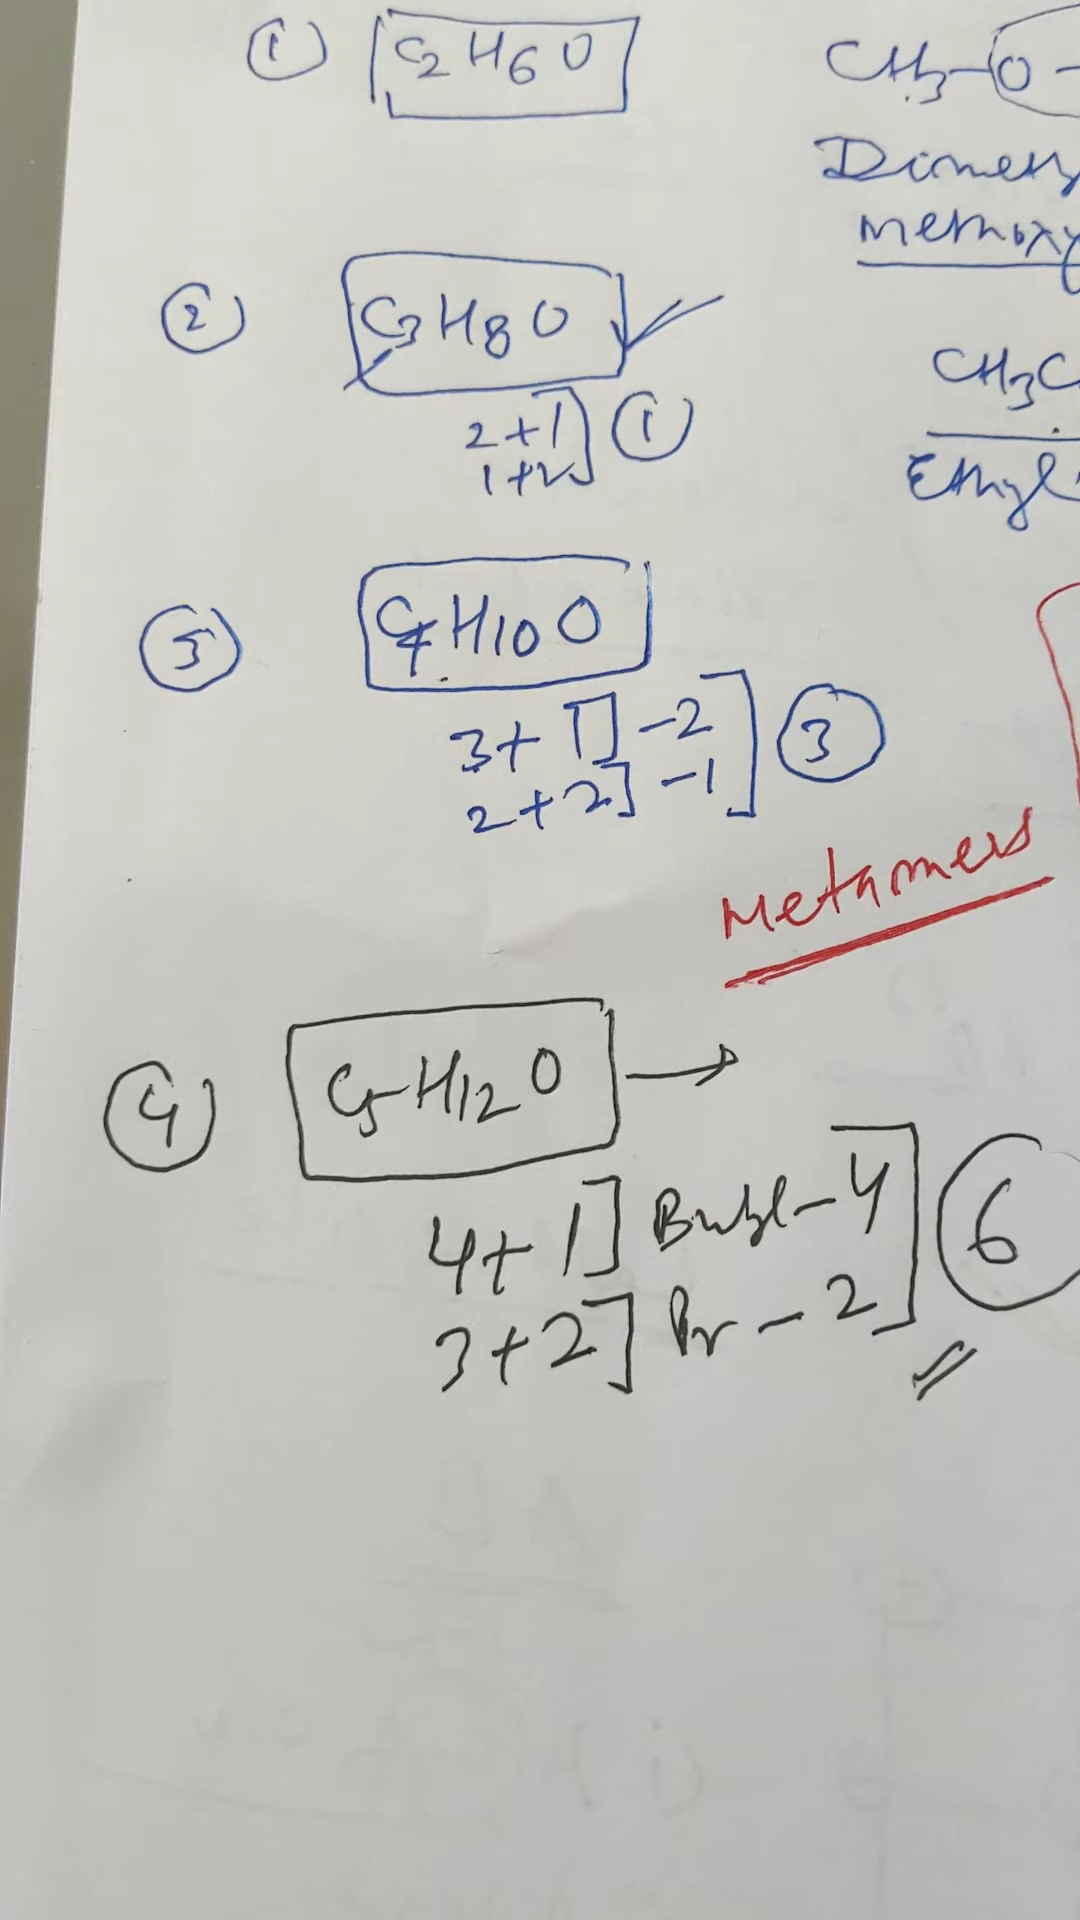 ① C2H6O
CH3-O-
Dimeth
methoxy
② C3H8O
2+1] ①
1+2
CH3C
Ethyl
③ C4H10O
3+1]-2
2+2]-1] ③
Metamers
④ C5H12O →
4+1] Butyl-4
3+2] Pr-2] ⑥